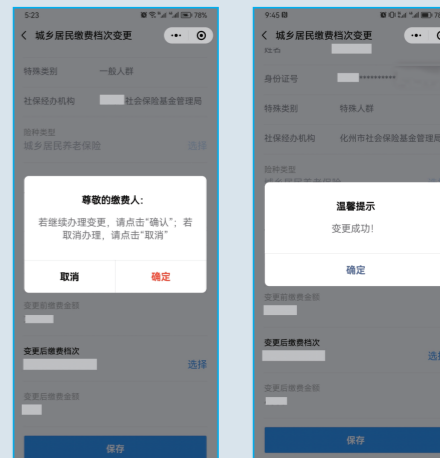 5:23
78%
城乡居民缴费档次变更
特殊类别 一般人群
社保经办机构 社会保险基金管理局
险种类型
城乡居民养老保险 选择
尊敬的缴费人：
若继续办理变更，请点击“确认”；若
取消办理，请点击“取消”
取消 确定
变更前缴费金额
变更后缴费档次
选择
变更后缴费金额
保存
9:45
城乡居民缴费档次变更
姓名
身份证号 **********
特殊类别 特殊人群
社保经办机构 化州市社会保险基金管理局
险种类型
温馨提示
变更成功！
确定
变更前缴费金额
变更后缴费档次
变更后缴费金额
保存